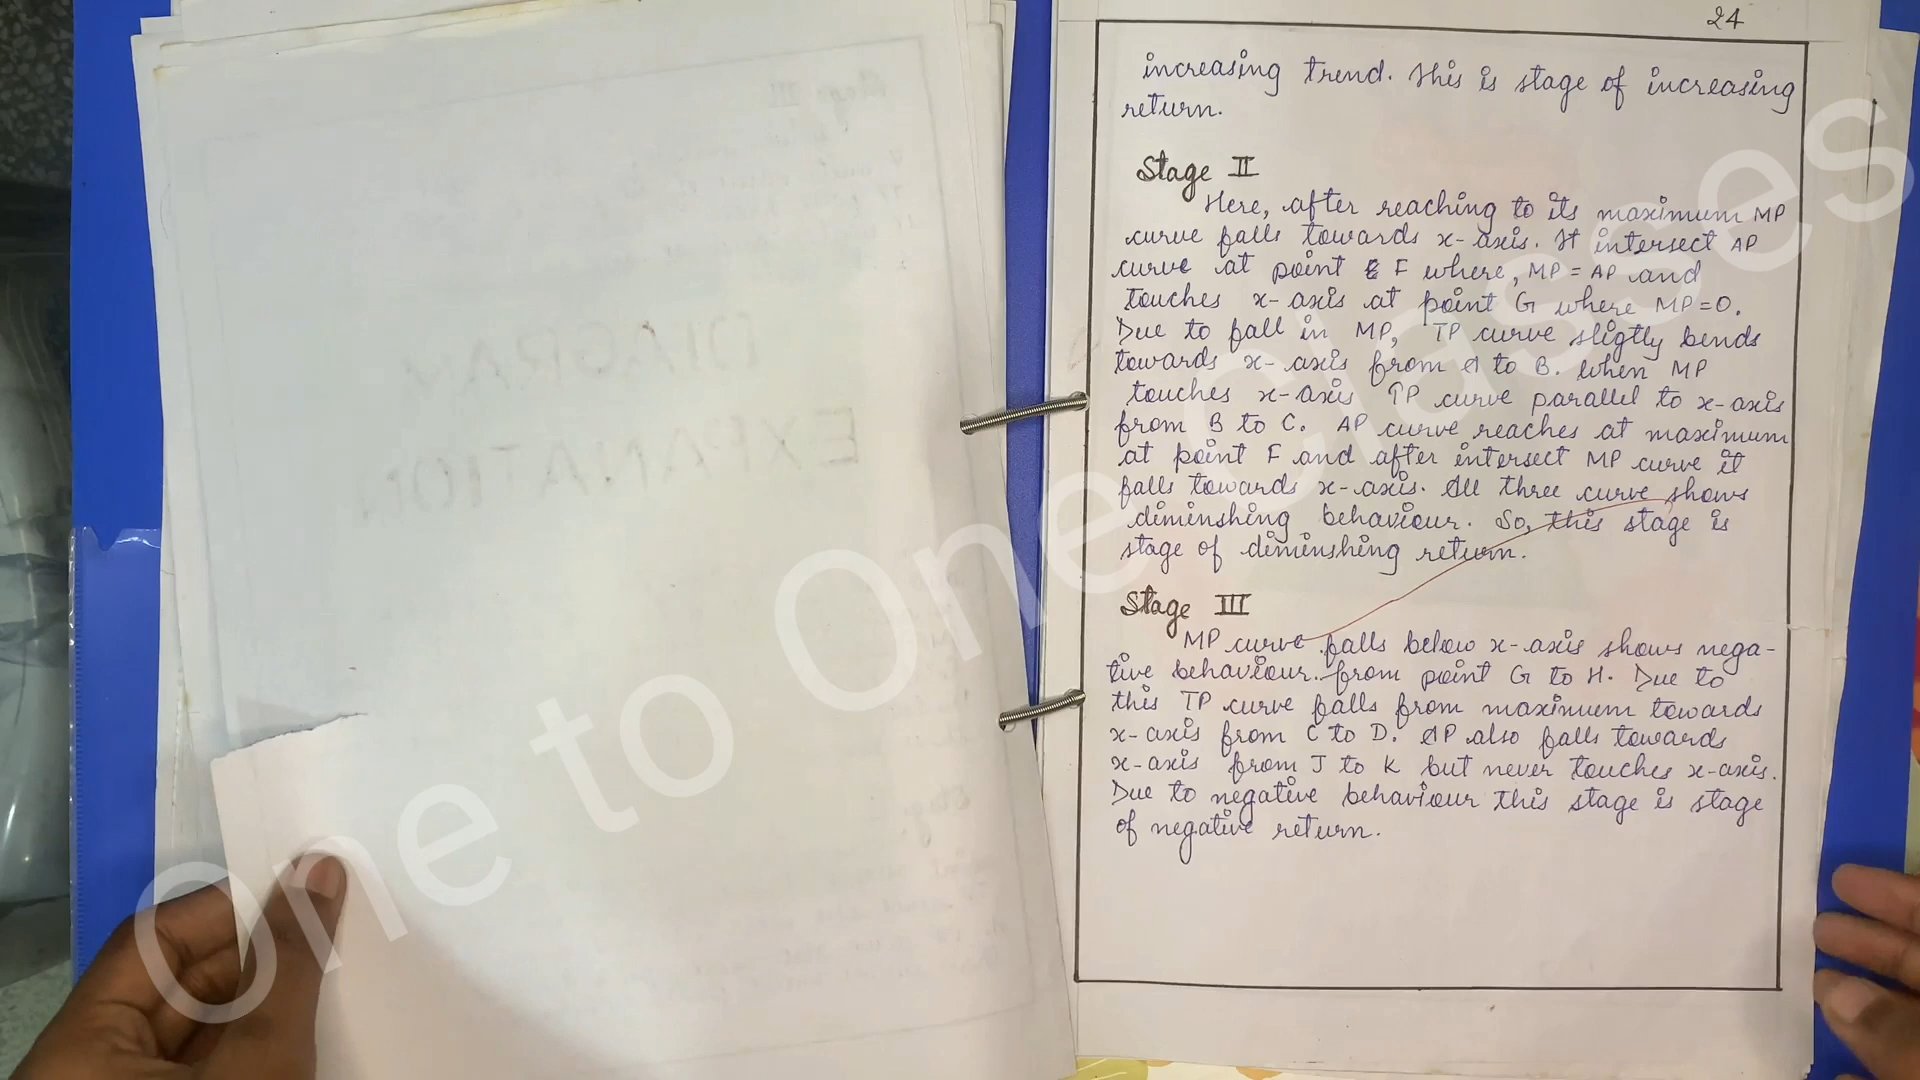 24
increasing trend. This is stage of increasing
return.
Stage II
Here, after reaching to its maximum MP
curve falls towards x-axis. It intersect AP
curve at point F where, MP = AP and
touches x-axis at point G where MP=0.
Due to fall in MP, TP curve sligtly bends
towards x-axis from A to B. when MP
touches x-axis TP curve parallel to x-axis
from B to C. AP curve reaches at maximum
at point F and after intersect MP curve it
falls towards x-axis. All three curve shows
diminshing behaviour. So, this stage is
stage of diminshing return.
Stage III
MP curve falls below x-axis shows nega-
tive behaviour. from point G to H. Due to
this TP curve falls from maximum towards
x-axis from C to D. AP also falls towards
x-axis from J to K but never touches x-axis.
Due to negative behaviour this stage is stage
of negative return.
DIAGRAM
EXPANATION
One to One Classes